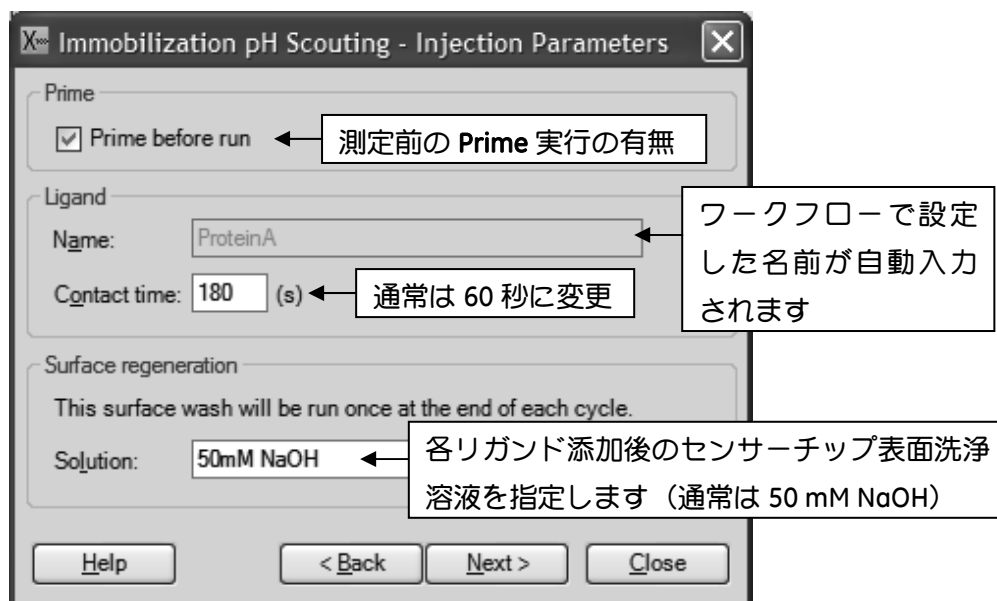 Immobilization pH Scouting - Injection Parameters
Prime
Prime before run
測定前の Prime 実行の有無
Ligand
Name: ProteinA
ワークフローで設定
した名前が自動入力
されます
Contact time: 180 (s)
通常は 60 秒に変更
Surface regeneration
This surface wash will be run once at the end of each cycle.
Solution: 50mM NaOH
各リガンド添加後のセンサーチップ表面洗浄
溶液を指定します（通常は 50 mM NaOH）
Help
< Back
Next >
Close